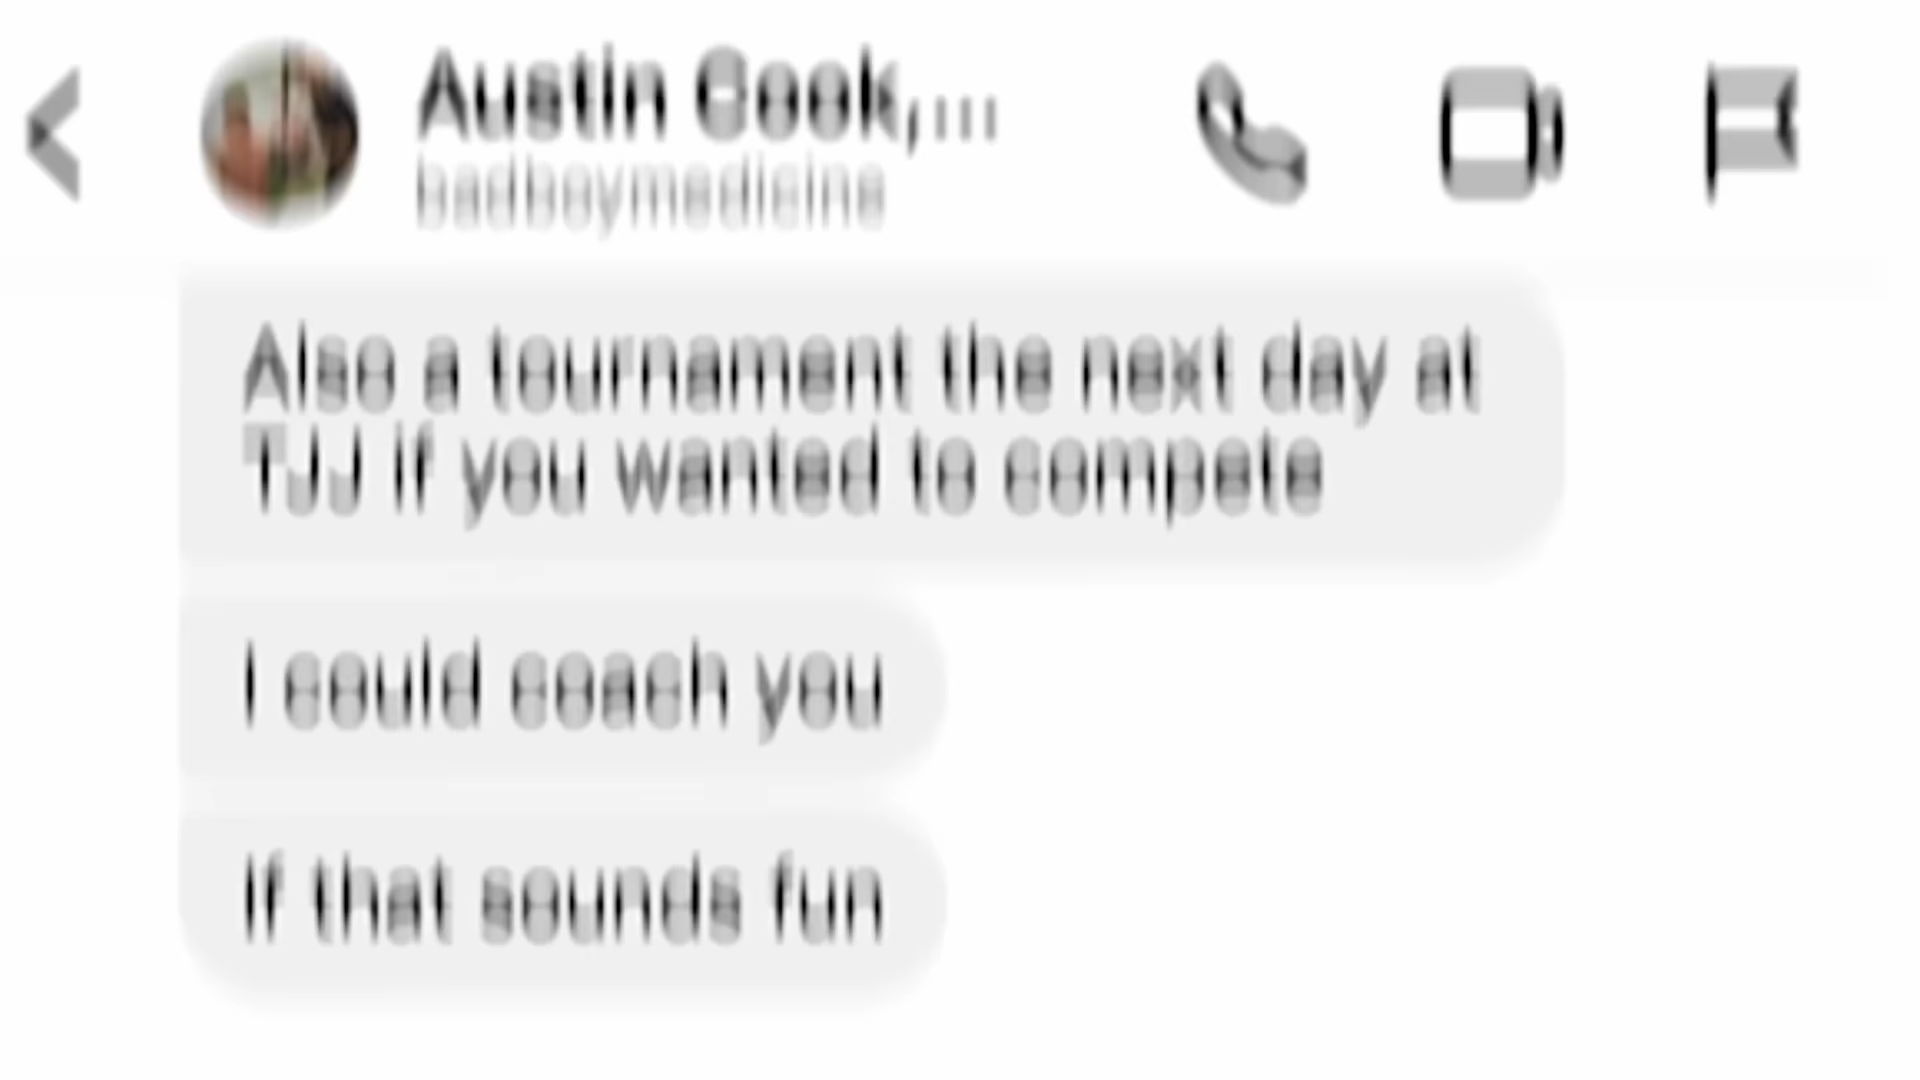 Austin Cook,...
badboymedicine
Also a tournament the next day at
TJJ if you wanted to compete
I could coach you
If that sounds fun